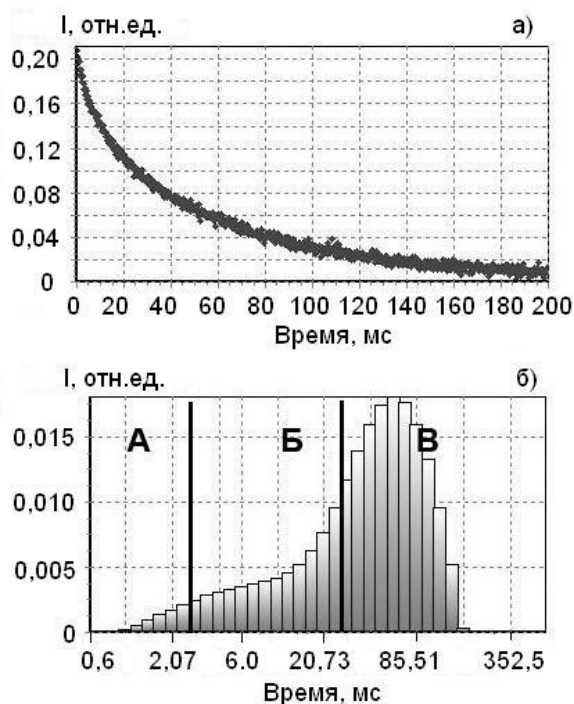 I, отн.ед.
а)
0,20
0,16
0,12
0,08
0,04
0
0 20 40 60 80 100 120 140 160 180 200
Время, мс
I, отн.ед.
б)
А Б В
0,015
0,010
0,005
0
0,6 2,07 6.0 20,73 85,51 352,5
Время, мс